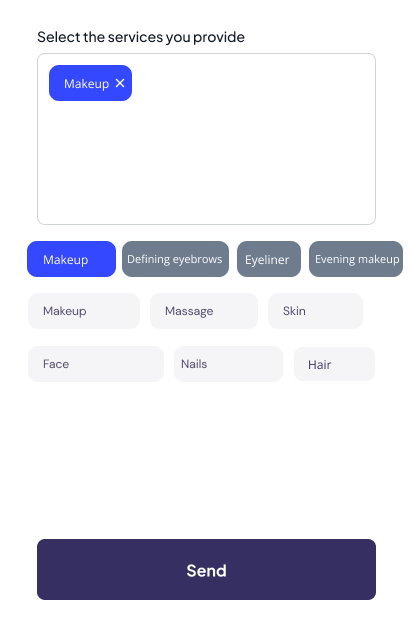 Select the services you provide
Makeup ✕
Makeup Defining eyebrows Eyeliner Evening makeup
Makeup Massage Skin
Face Nails Hair
Send